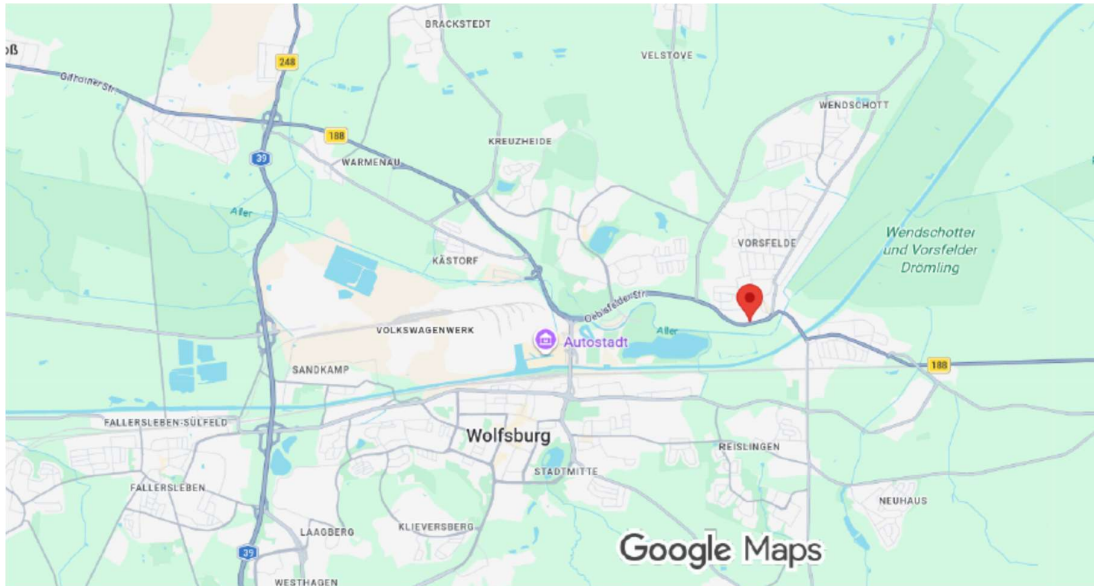 BRACKSTEDT
VELSTOVE
oß
248
Gifhorner Str.
WENDSCHOTT
188
KREUZHEIDE
39
WARMENAU
Aller
Wendschotter
und Vorsfelder
Drömling
VORSFELDE
KÄSTORF
Oebisfelder Str.
VOLKSWAGENWERK
Aller
Autostadt
188
SANDKAMP
FALLERSLEBEN-SÜLFELD
Wolfsburg
REISLINGEN
STADTMITTE
FALLERSLEBEN
NEUHAUS
KLIEVERSBERG
LAAGBERG
39
Google Maps
WESTHAGEN